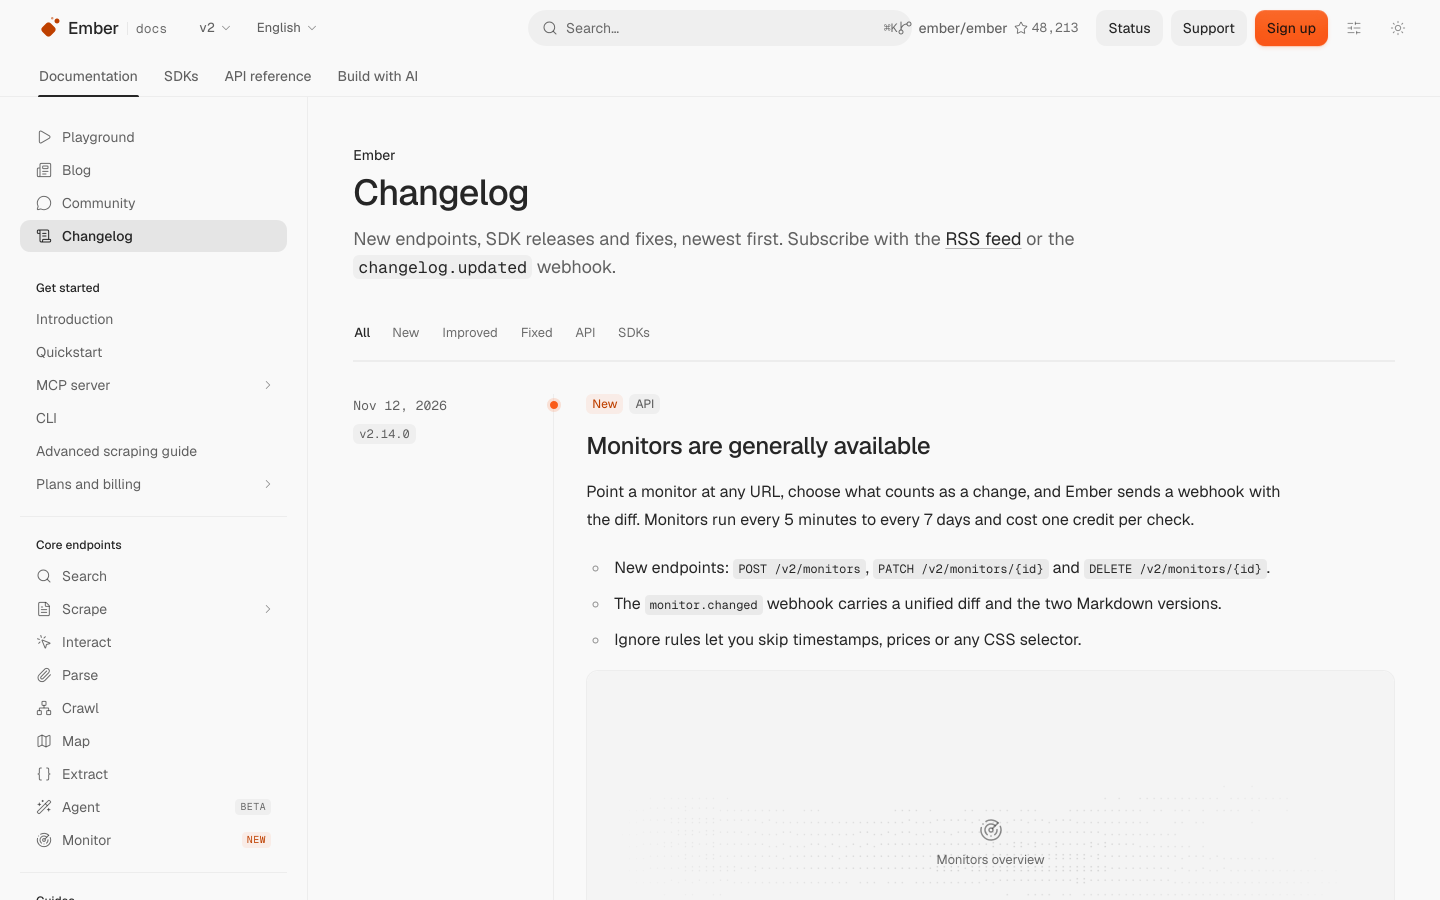 Ember docs v2 English Search... ⌘K ember/ember 48,213 Status Support Sign up
Documentation SDKs API reference Build with AI
Playground
Blog
Community
Changelog
Get started
Introduction
Quickstart
MCP server
CLI
Advanced scraping guide
Plans and billing
Core endpoints
Search
Scrape
Interact
Parse
Crawl
Map
Extract
Agent BETA
Monitor NEW
Guides
Ember
Changelog
New endpoints, SDK releases and fixes, newest first. Subscribe with the RSS feed or the
changelog.updated webhook.
All New Improved Fixed API SDKs
Nov 12, 2026
v2.14.0
New API
Monitors are generally available
Point a monitor at any URL, choose what counts as a change, and Ember sends a webhook with
the diff. Monitors run every 5 minutes to every 7 days and cost one credit per check.
New endpoints: POST /v2/monitors, PATCH /v2/monitors/{id} and DELETE /v2/monitors/{id}.
The monitor.changed webhook carries a unified diff and the two Markdown versions.
Ignore rules let you skip timestamps, prices or any CSS selector.
Monitors overview